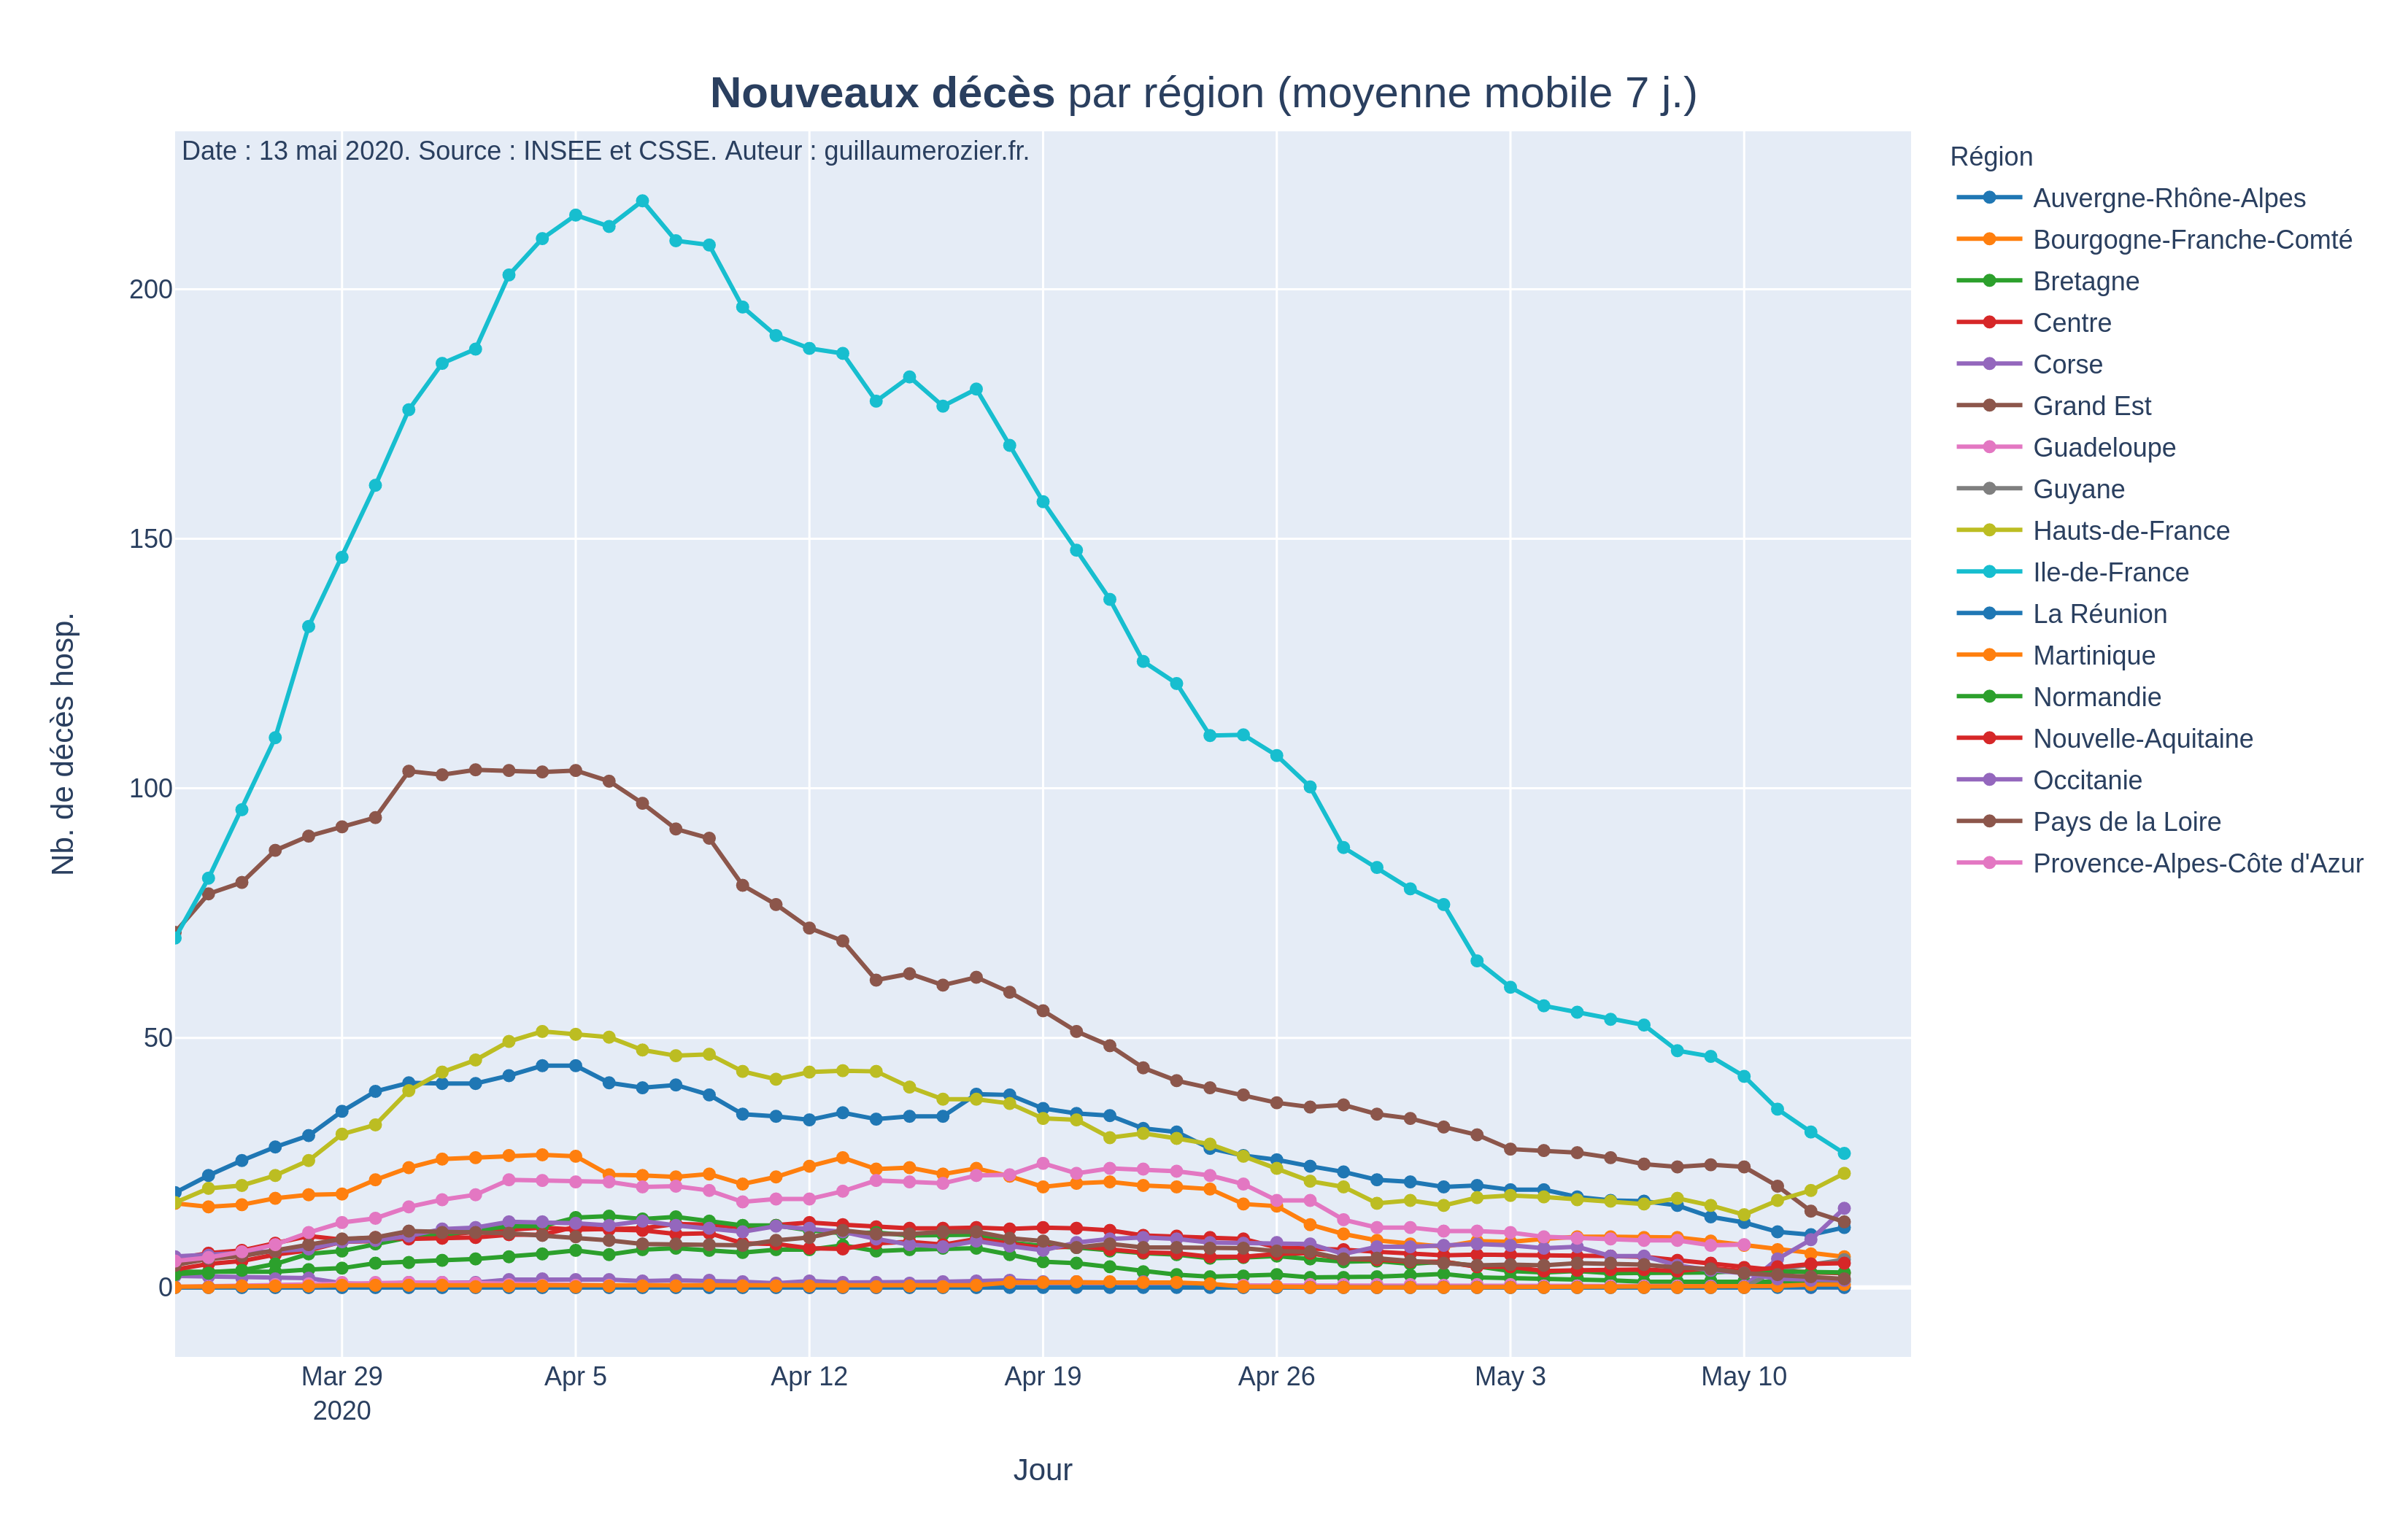 Nouveaux décès par région (moyenne mobile 7 j.)
Date : 13 mai 2020. Source : INSEE et CSSE. Auteur : guillaumerozier.fr.
Nb. de décès hosp.
200
150
100
50
0
Mar 29
2020
Apr 5
Apr 12
Apr 19
Apr 26
May 3
May 10
Jour
Région
Auvergne-Rhône-Alpes
Bourgogne-Franche-Comté
Bretagne
Centre
Corse
Grand Est
Guadeloupe
Guyane
Hauts-de-France
Ile-de-France
La Réunion
Martinique
Normandie
Nouvelle-Aquitaine
Occitanie
Pays de la Loire
Provence-Alpes-Côte d'Azur